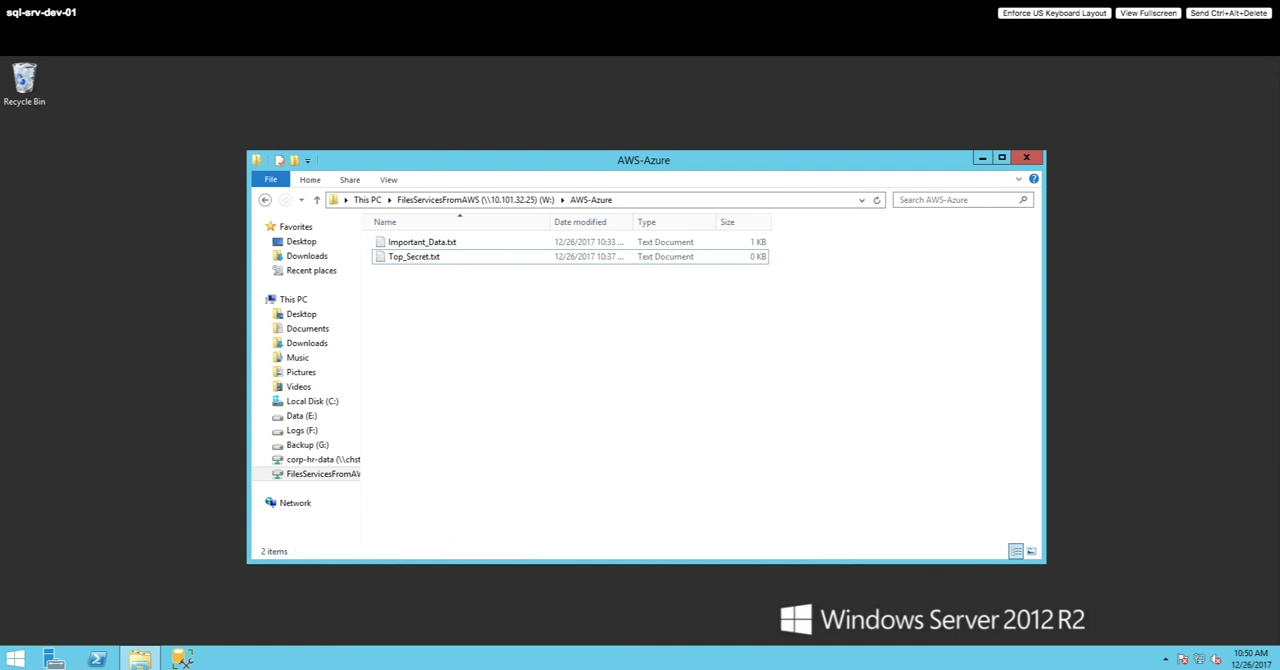 sql-srv-dev-01
Enforce US Keyboard Layout View Fullscreen Send Ctrl+Alt+Delete
Recycle Bin
AWS-Azure
File Home Share View
This PC FilesServicesFromAWS (\\10.101.32.25) (W:) AWS-Azure
Search AWS-Azure
Name Date modified Type Size
Important_Data.txt 12/26/2017 10:33 ... Text Document 1 KB
Top_Secret.txt 12/26/2017 10:37 ... Text Document 0 KB
Favorites
Desktop
Downloads
Recent places
This PC
Desktop
Documents
Downloads
Music
Pictures
Videos
Local Disk (C:)
Data (E:)
Logs (F:)
Backup (G:)
corp-hr-data (\\chst
FilesServicesFromAW
Network
2 items
Windows Server 2012 R2
10:50 AM
12/26/2017